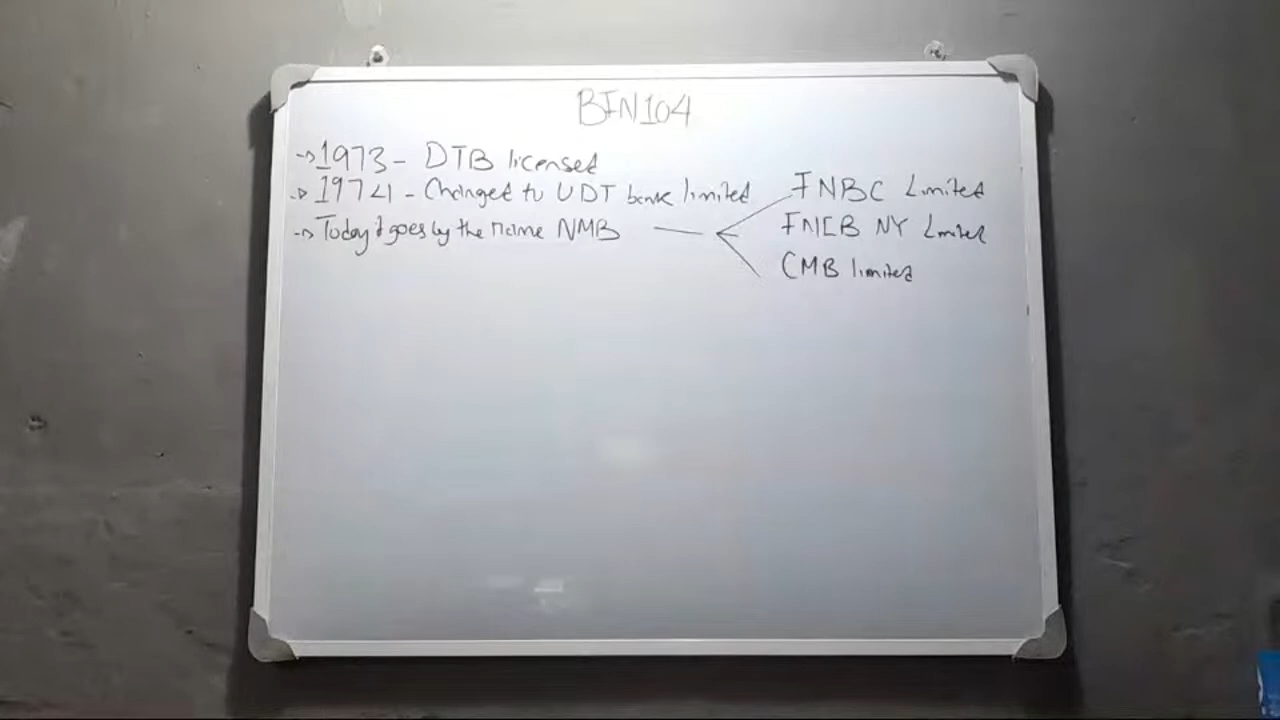 BFN104
→ 1973 - DTB licensed
→ 1974 - Changed to UDT bank limited
→ Today it goes by the name NMB
FNBC Limited
FNCB NY Limited
CMB limited